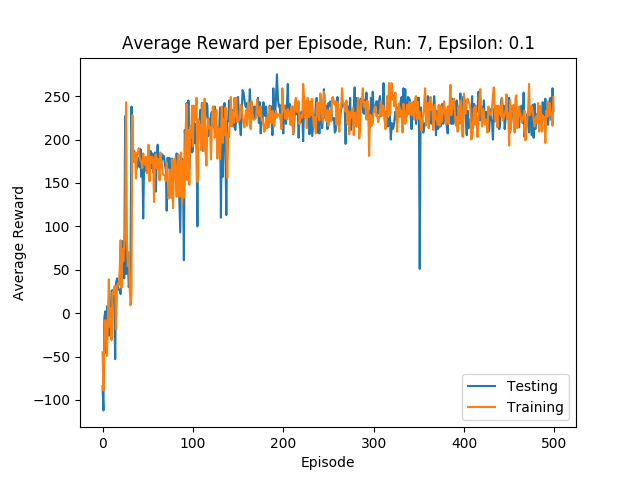 Average Reward per Episode, Run: 7, Epsilon: 0.1
Average Reward
250
200
150
100
50
0
−50
−100
0
100
200
300
400
500
Episode
Testing
Training